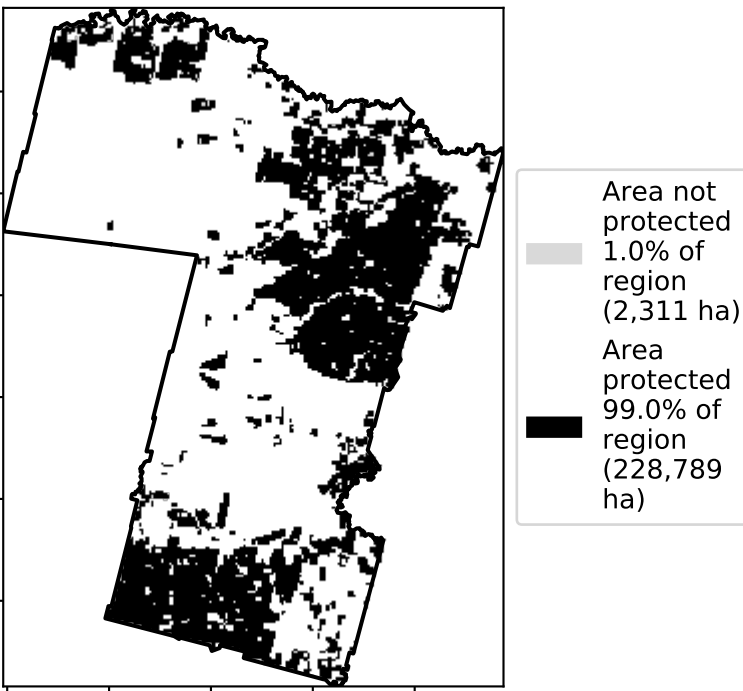 Area not
protected
1.0% of
region
(2,311 ha)
Area
protected
99.0% of
region
(228,789
ha)